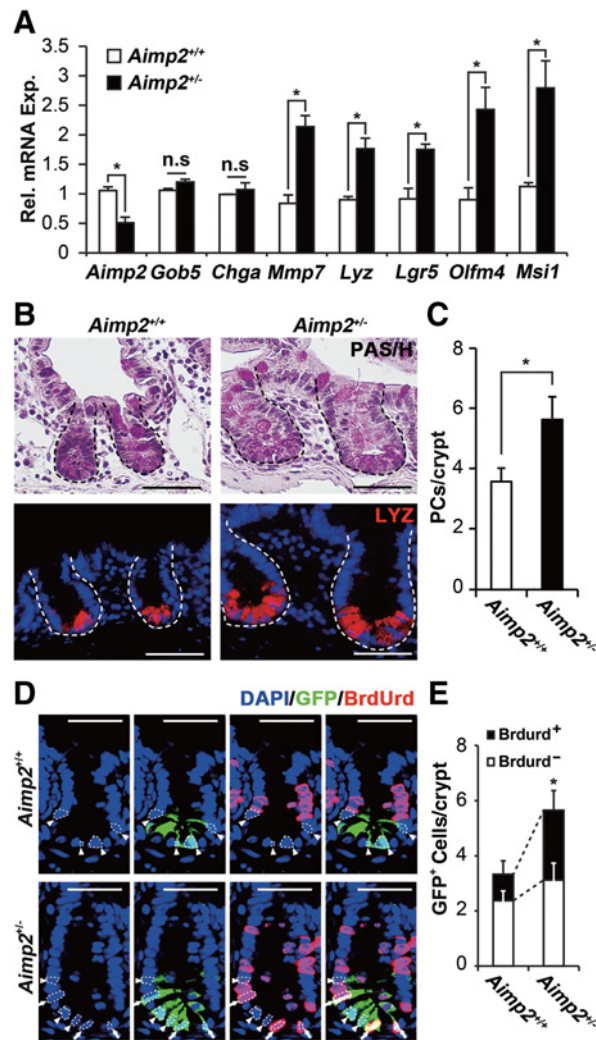 A
Rel. mRNA Exp.
3.5
3
2.5
2
1.5
1
0.5
0
Aimp2+/+
Aimp2+/-
*
n.s
n.s
*
*
*
*
*
Aimp2 Gob5 Chga Mmp7 Lyz Lgr5 Olfm4 Msi1
B
Aimp2+/+ Aimp2+/-
PAS/H
LYZ
C
PCs/crypt
8
6
4
2
0
*
Aimp2+/+ Aimp2+/-
D
DAPI/GFP/BrdUrd
Aimp2+/+
Aimp2+/-
E
GFP+ Cells/crypt
8
6
4
2
0
Brdurd+
Brdurd−
*
Aimp2+/+ Aimp2+/-